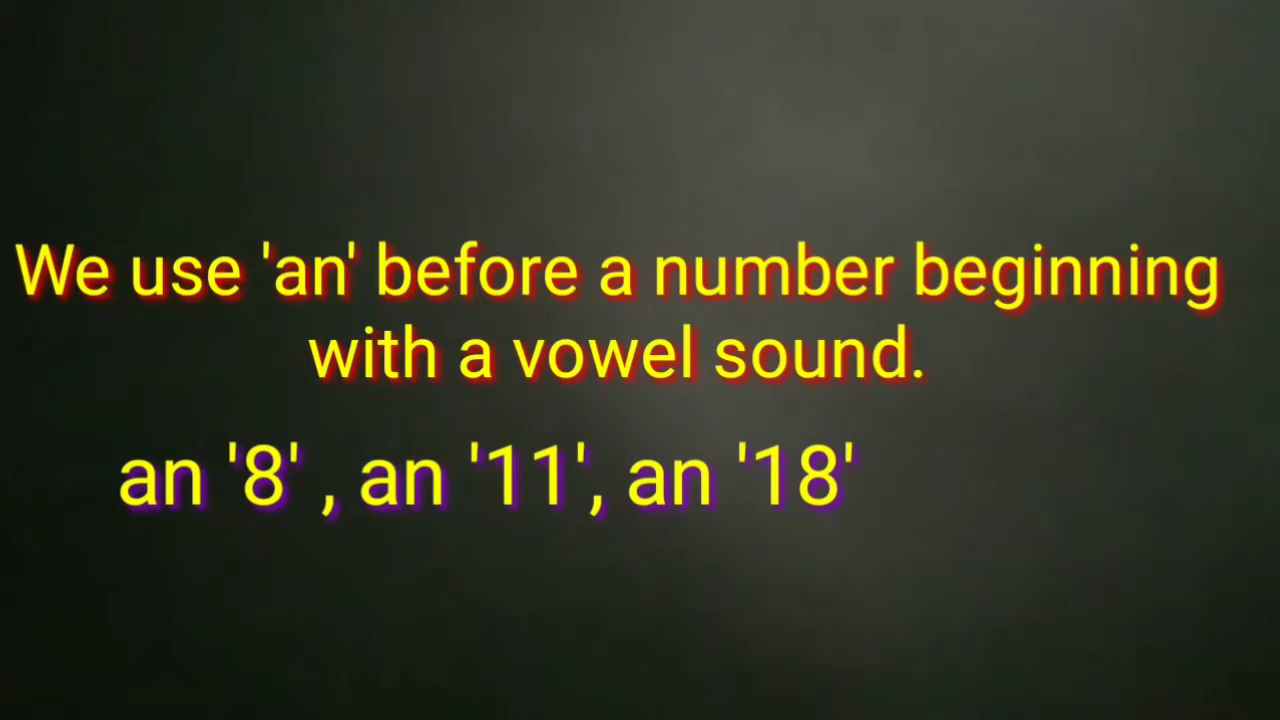 We use 'an' before a number beginning
with a vowel sound.
an '8' , an '11', an '18'